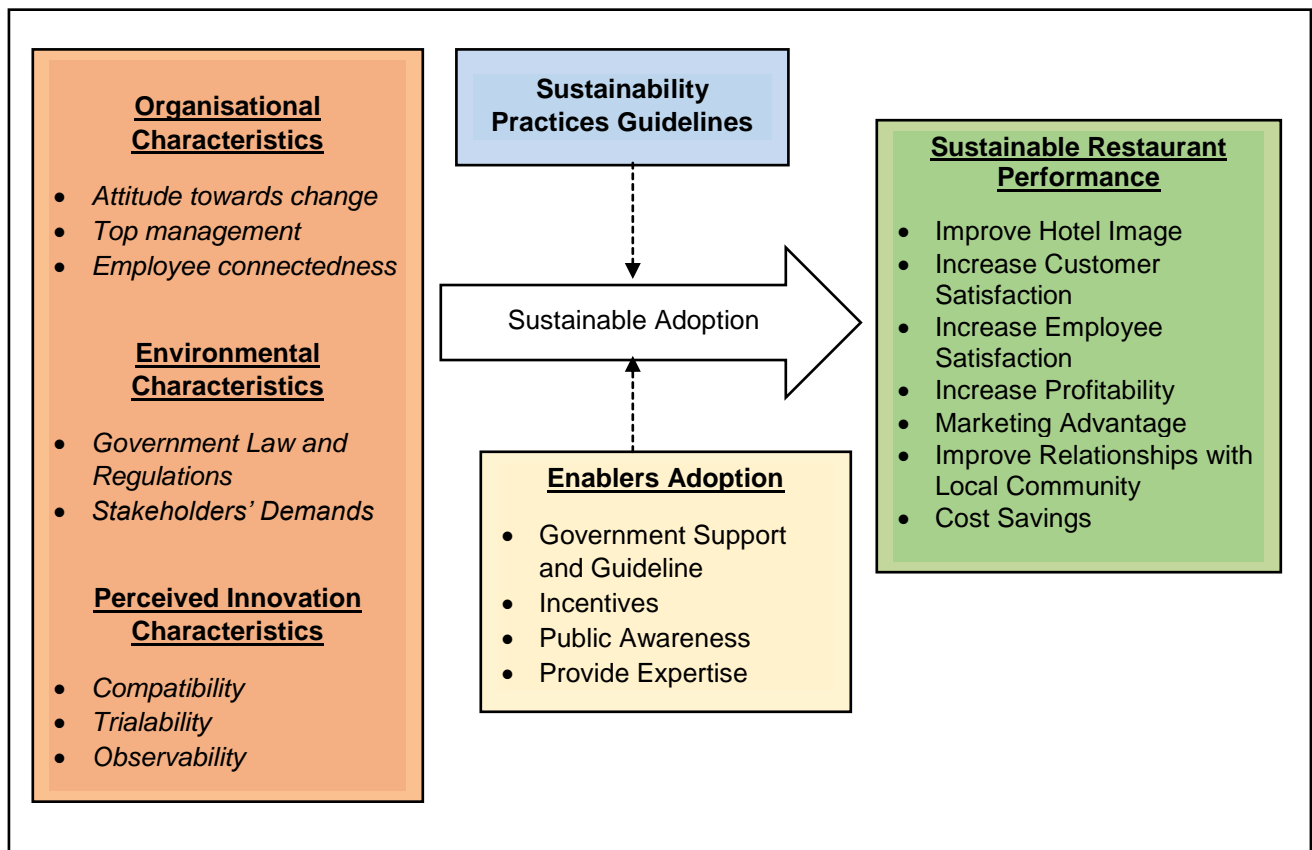 Organisational
Characteristics
• Attitude towards change
• Top management
• Employee connectedness
Environmental
Characteristics
• Government Law and
Regulations
• Stakeholders’ Demands
Perceived Innovation
Characteristics
• Compatibility
• Trialability
• Observability
Sustainability
Practices Guidelines
Sustainable Adoption
Enablers Adoption
• Government Support
and Guideline
• Incentives
• Public Awareness
• Provide Expertise
Sustainable Restaurant
Performance
• Improve Hotel Image
• Increase Customer
Satisfaction
• Increase Employee
Satisfaction
• Increase Profitability
• Marketing Advantage
• Improve Relationships with
Local Community
• Cost Savings